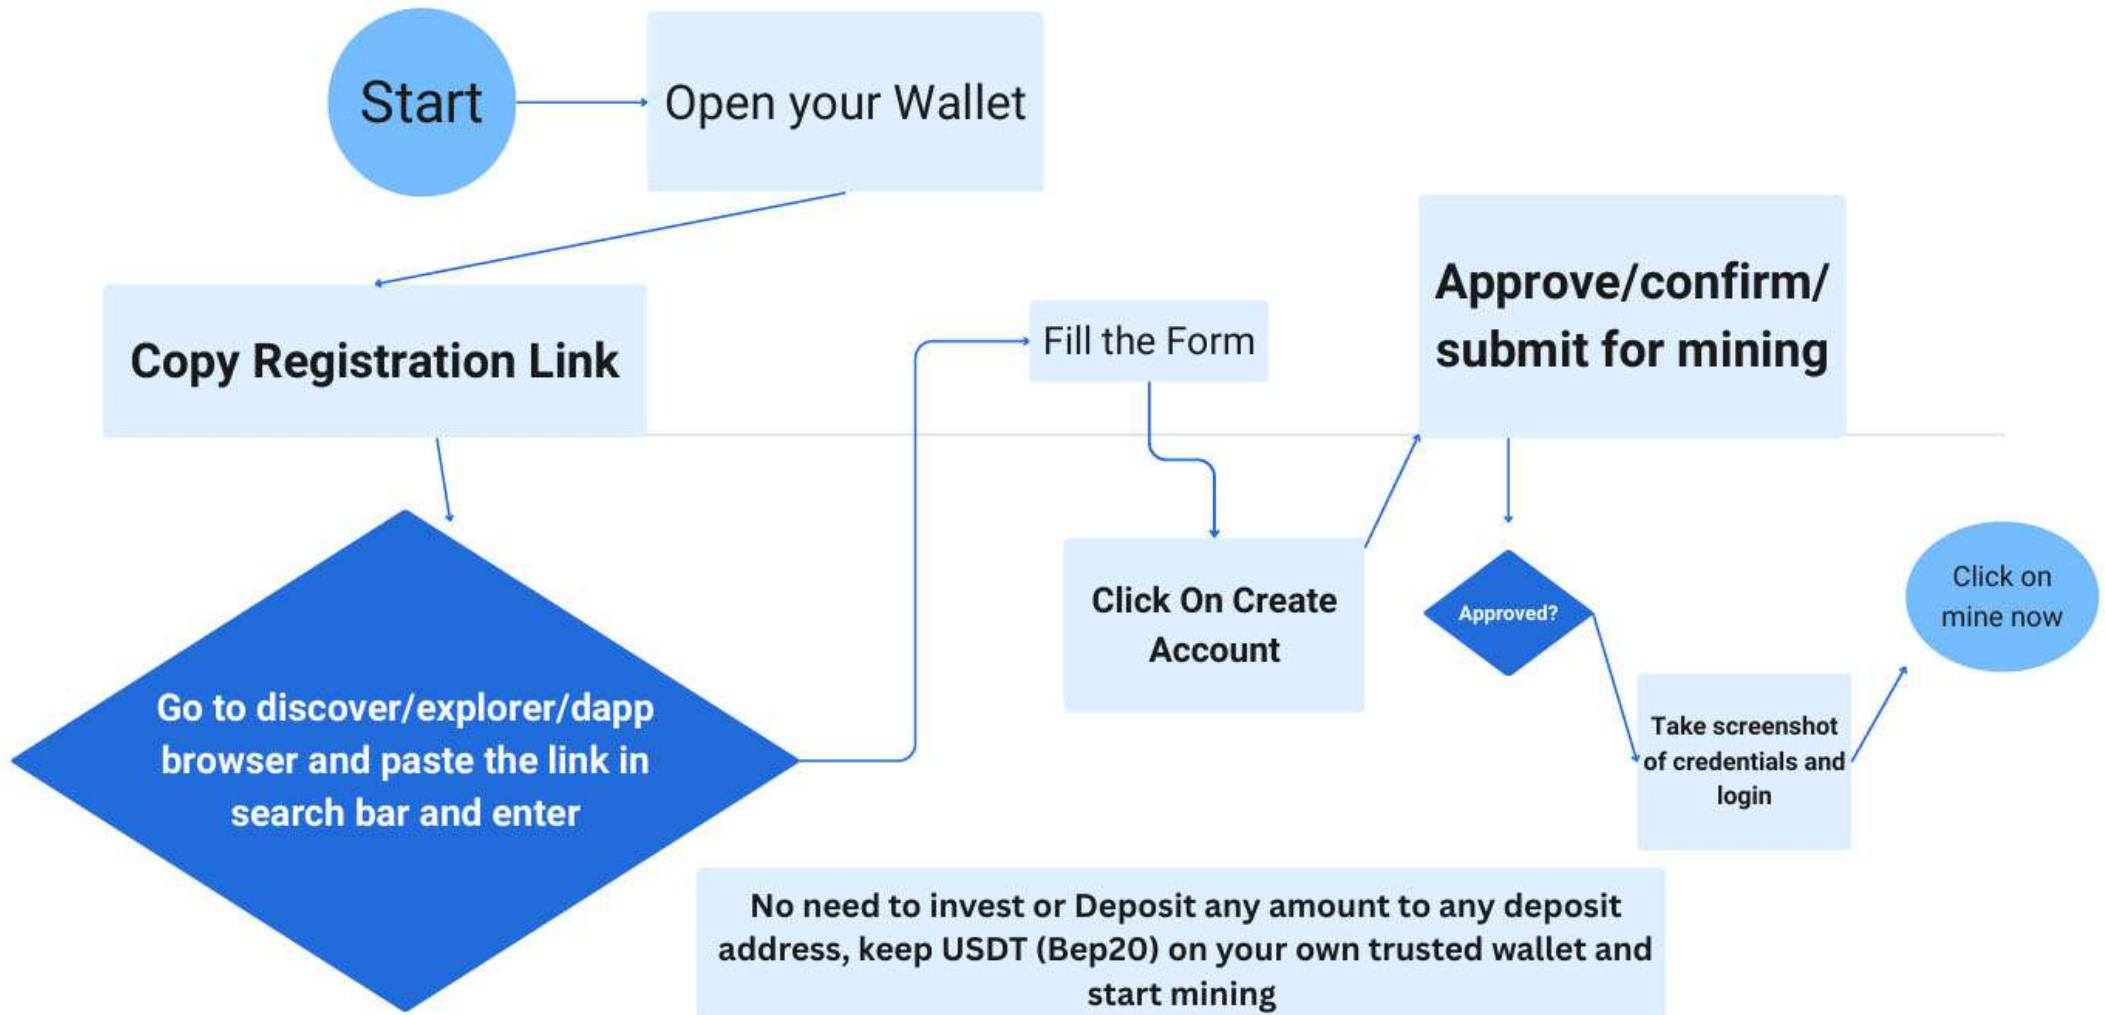 Start
Open your Wallet
Copy Registration Link
Go to discover/explorer/dapp
browser and paste the link in
search bar and enter
Fill the Form
Click On Create
Account
Approve/confirm/
submit for mining
Approved?
Take screenshot
of credentials and
login
Click on
mine now
No need to invest or Deposit any amount to any deposit
address, keep USDT (Bep20) on your own trusted wallet and
start mining